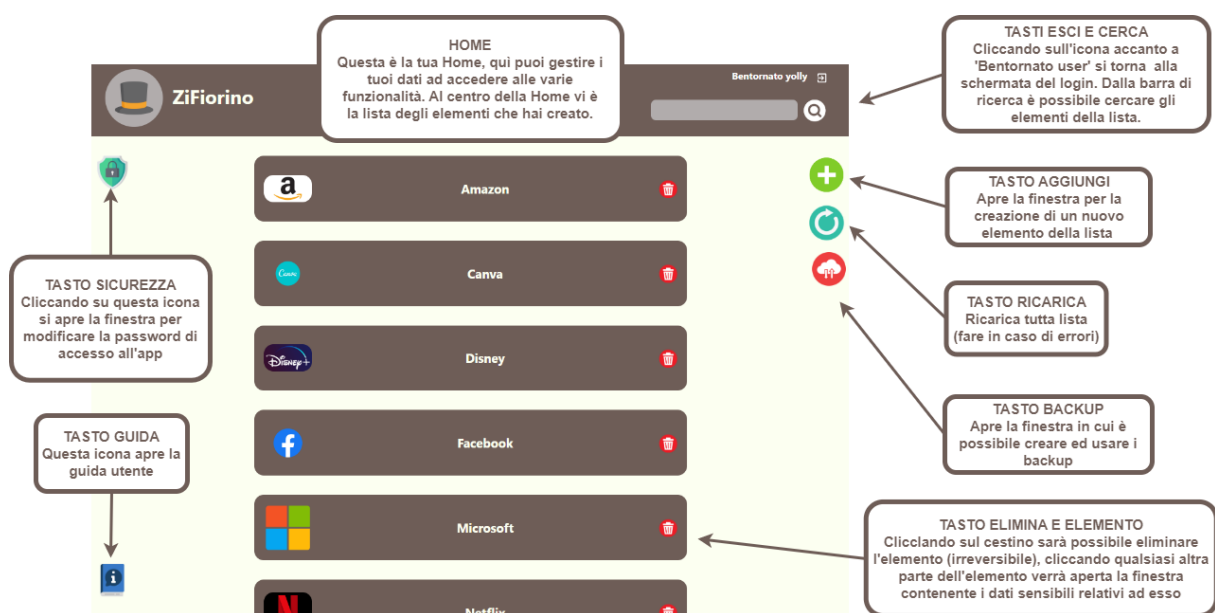 HOME
Questa è la tua Home, qui puoi gestire i
tuoi dati ad accedere alle varie
funzionalità. Al centro della Home vi è
la lista degli elementi che hai creato.
TASTI ESCI E CERCA
Cliccando sull'icona accanto a
'Bentornato user' si torna alla
schermata del login. Dalla barra di
ricerca è possibile cercare gli
elementi della lista.
ZiFiorino
Bentornato yolly
a
Amazon
TASTO AGGIUNGI
Apre la finestra per la
creazione di un nuovo
elemento della lista
TASTO SICUREZZA
Cliccando su questa icona
si apre la finestra per
modificare la password di
accesso all'app
Canva
Canva
TASTO RICARICA
Ricarica tutta lista
(fare in caso di errori)
Disney+
Disney
TASTO BACKUP
Apre la finestra in cui è
possibile creare ed usare i
backup
TASTO GUIDA
Questa icona apre la
guida utente
f
Facebook
Microsoft
TASTO ELIMINA E ELEMENTO
Clicclando sul cestino sarà possibile eliminare
l'elemento (irreversibile), cliccando qualsiasi altra
parte dell'elemento verrà aperta la finestra
contenente i dati sensibili relativi ad esso
i
N
Netflix